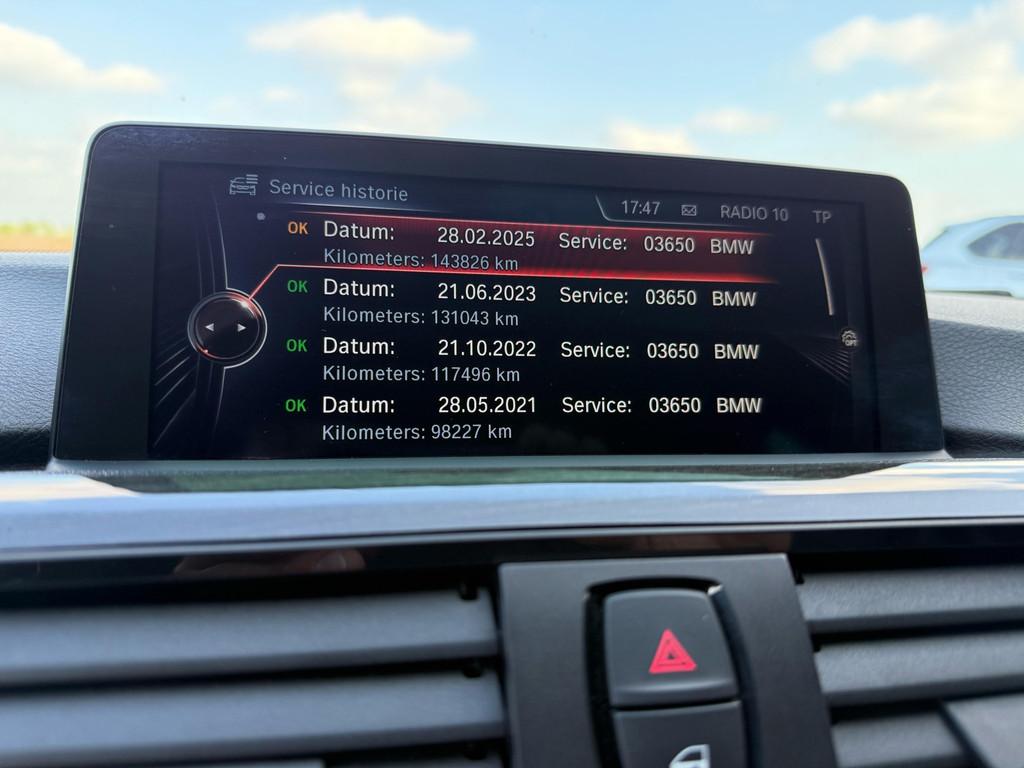 Service historie
17:47 RADIO 10 TP
OK Datum: 28.02.2025 Service: 03650 BMW
Kilometers: 143826 km
OK Datum: 21.06.2023 Service: 03650 BMW
Kilometers: 131043 km
OK Datum: 21.10.2022 Service: 03650 BMW
Kilometers: 117496 km
OK Datum: 28.05.2021 Service: 03650 BMW
Kilometers: 98227 km
OPT